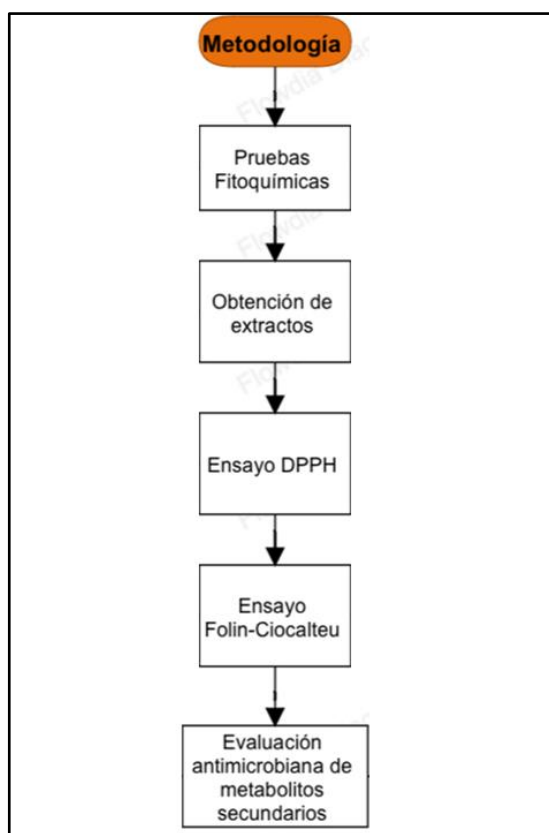 Metodología
Pruebas
Fitoquímicas
Obtención de
extractos
Ensayo DPPH
Ensayo
Folin-Ciocalteu
Evaluación
antimicrobiana de
metabolitos
secundarios